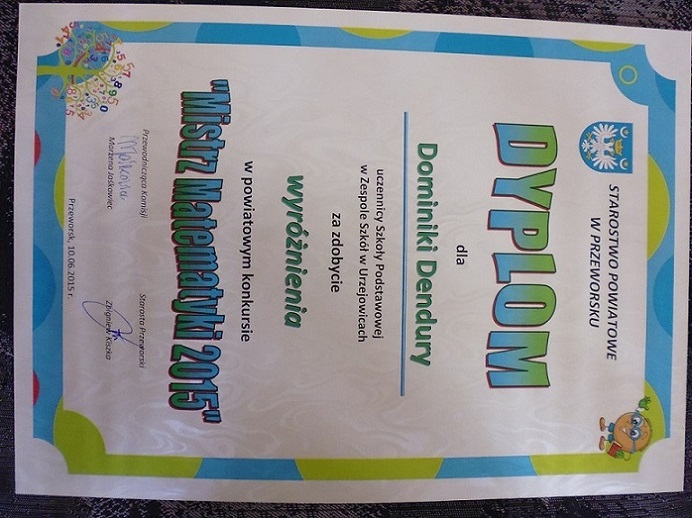 STAROSTWO POWIATOWE
W PRZEWORSKU
DYPLOM
dla
Dominiki Dendury
uczennicy Szkoły Podstawowej
w Zespole Szkół w Urzejowicach
za zdobycie
wyróżnienia
w powiatowym konkursie
"Mistrz Matematyki 2015"
Przewodnicząca Komisji
Marzena Jaśkowiec
Starosta Przeworski
Zbigniew Kiszka
Przeworsk, 10.06.2015 r.